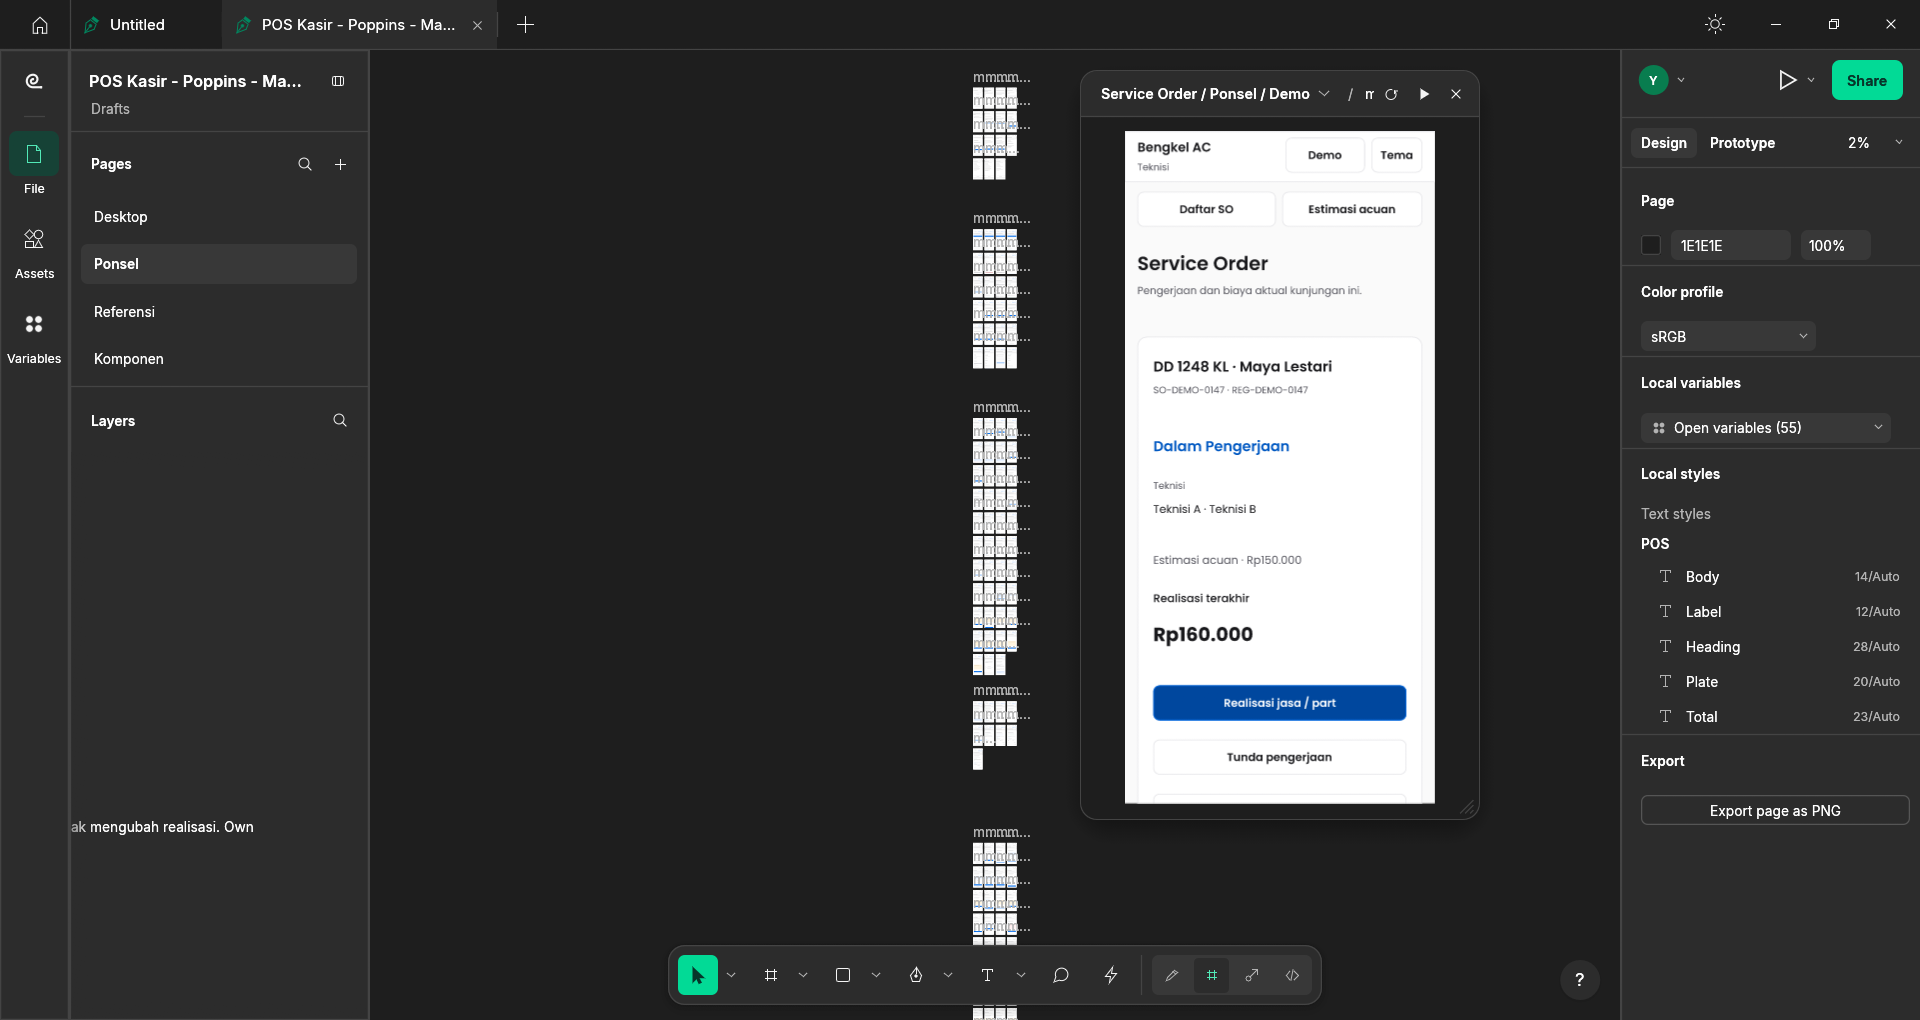 Untitled
POS Kasir - Poppins - Ma...
POS Kasir - Poppins - Ma...
Drafts
File
Assets
Variables
Pages
Desktop
Ponsel
Referensi
Komponen
Layers
ak mengubah realisasi. Own
Service Order / Ponsel / Demo
/
Bengkel AC
Teknisi
Demo
Tema
Daftar SO
Estimasi acuan
Service Order
Pengerjaan dan biaya aktual kunjungan ini.
DD 1248 KL · Maya Lestari
SO-DEMO-0147 · REG-DEMO-0147
Dalam Pengerjaan
Teknisi
Teknisi A · Teknisi B
Estimasi acuan · Rp150.000
Realisasi terakhir
Rp160.000
Realisasi jasa / part
Tunda pengerjaan
Y
Share
Design
Prototype
2%
Page
1E1E1E
100%
Color profile
sRGB
Local variables
Open variables (55)
Local styles
Text styles
POS
Body 14/Auto
Label 12/Auto
Heading 28/Auto
Plate 20/Auto
Total 23/Auto
Export
Export page as PNG
?